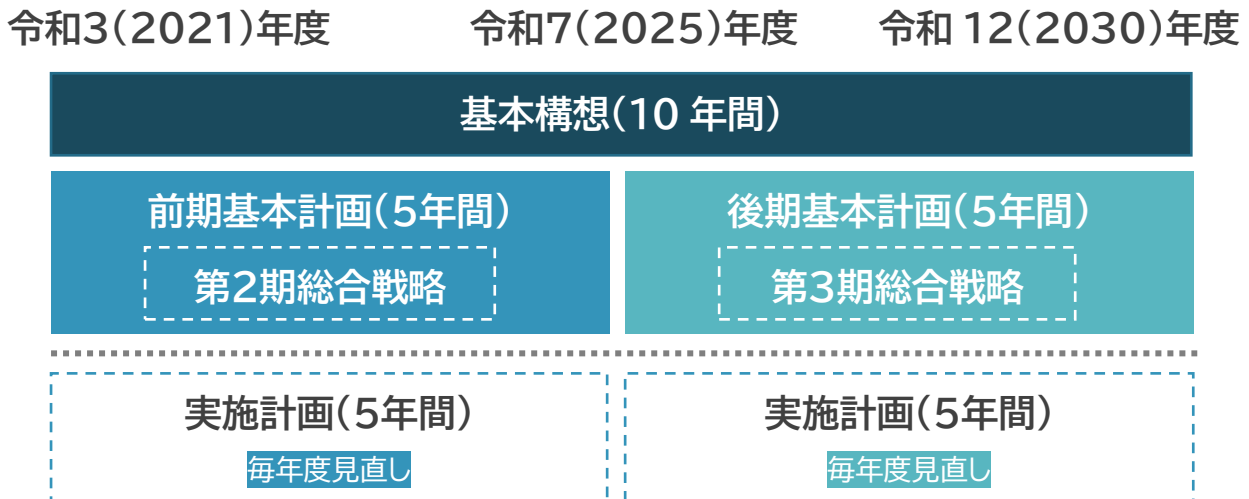 令和3(2021)年度 令和7(2025)年度 令和 12(2030)年度
基本構想(10 年間)
前期基本計画(5年間) 後期基本計画(5年間)
第2期総合戦略 第3期総合戦略
実施計画(5年間) 実施計画(5年間)
毎年度見直し 毎年度見直し